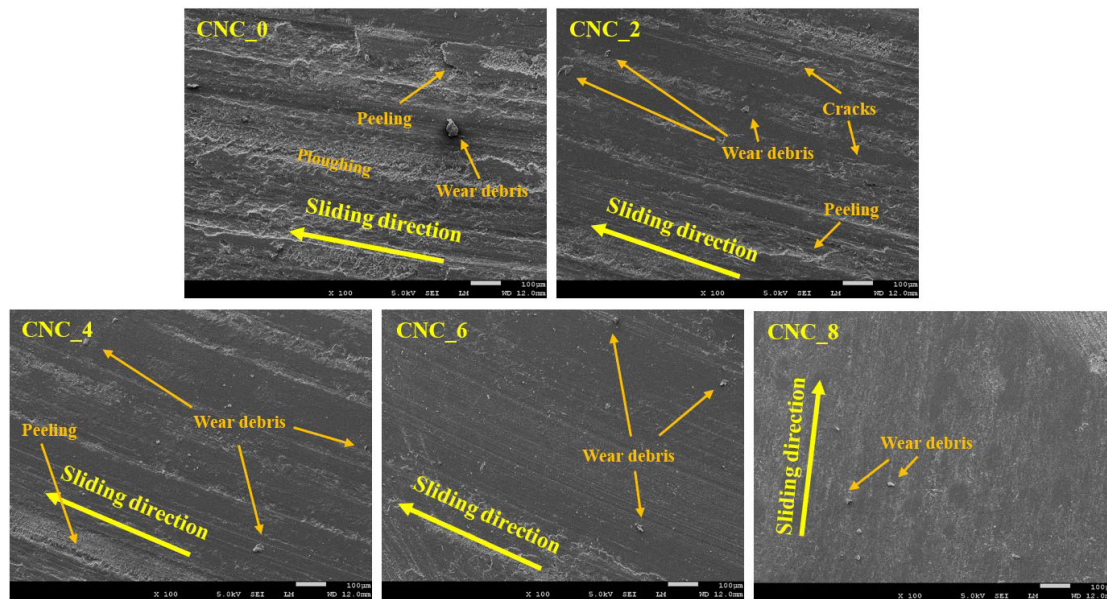 CNC_0
Peeling
Ploughing
Wear debris
Sliding direction
100μm
X 100 5.0kV SEI LM WD 12.0mm
CNC_2
Cracks
Wear debris
Peeling
Sliding direction
100μm
X 100 5.0kV SEI LM WD 12.0mm
CNC_4
Wear debris
Peeling
Sliding direction
100μm
X 100 5.0kV SEI LM WD 12.0mm
CNC_6
Wear debris
Sliding direction
100μm
X 100 5.0kV SEI LM WD 12.0mm
CNC_8
Wear debris
Sliding direction
100μm
X 100 5.0kV SEI LM WD 12.0mm